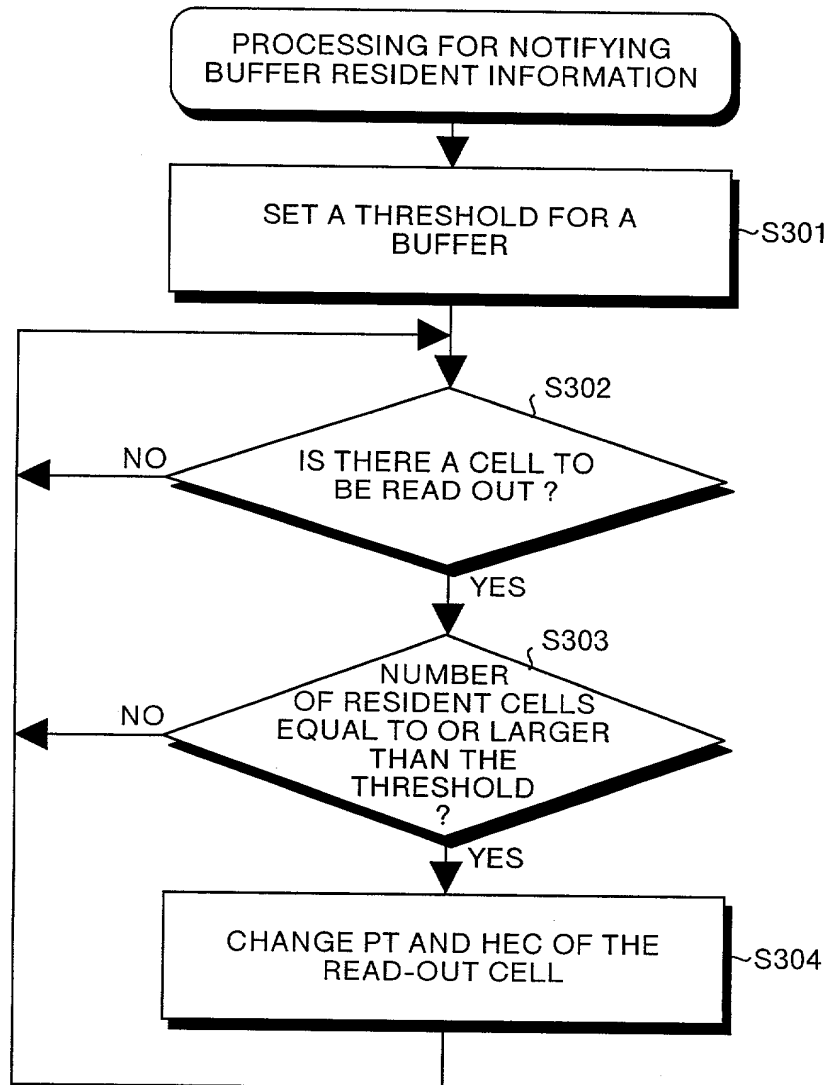 PROCESSING FOR NOTIFYING
BUFFER RESIDENT INFORMATION
SET A THRESHOLD FOR A
BUFFER
S301
S302
NO
IS THERE A CELL TO
BE READ OUT ?
YES
S303
NO
NUMBER
OF RESIDENT CELLS
EQUAL TO OR LARGER
THAN THE
THRESHOLD
?
YES
CHANGE PT AND HEC OF THE
READ-OUT CELL
S304